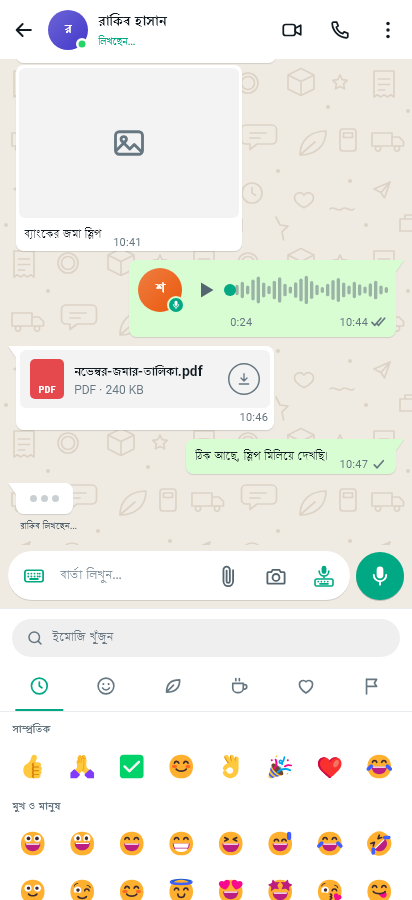 রাকিব হাসান
লিখছেন...
র
ব্যাংকের জমা স্লিপ
10:41
শ
0:24
10:44
নভেম্বর-জমার-তালিকা.pdf
PDF
PDF · 240 KB
10:46
ঠিক আছে, স্লিপ মিলিয়ে দেখছি।
10:47
রাকিব লিখছেন...
বার্তা লিখুন...
ইমোজি খুঁজুন
সাম্প্রতিক
মুখ ও মানুষ